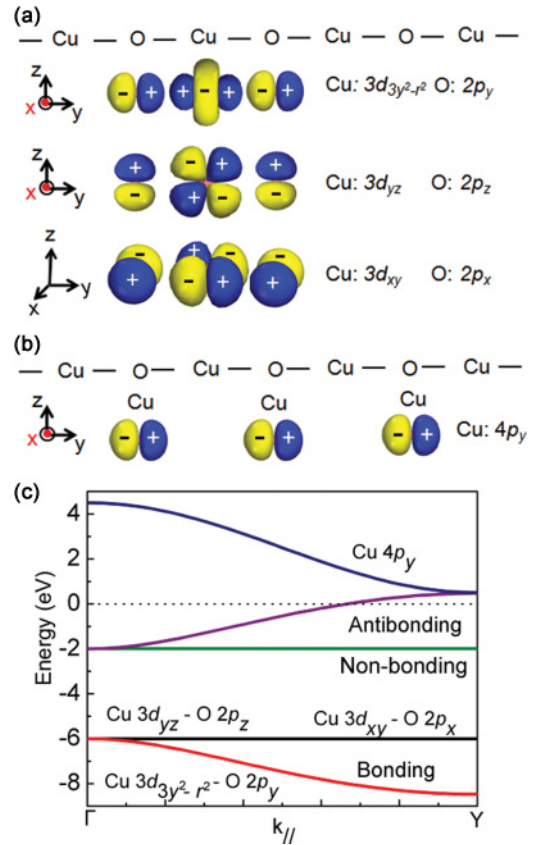 (a)
— Cu — O — Cu — O — Cu — O — Cu —
z
x y
- + + - + - +
Cu: 3d3y²-r² O: 2py
z
x y
+ - + +
- + - -
Cu: 3dyz O: 2pz
z
x y
- + - -
+ - + +
Cu: 3dxy O: 2px
(b)
— Cu — O — Cu — O — Cu — O — Cu —
Cu Cu Cu
z
x y
- + - + - +
Cu: 4py
(c)
4
2
0
-2
-4
-6
-8
Energy (eV)
Cu 4py
Antibonding
Non-bonding
Cu 3dyz - O 2pz Cu 3dxy - O 2px
Bonding
Cu 3d3y²- r² - O 2py
Γ k// Y